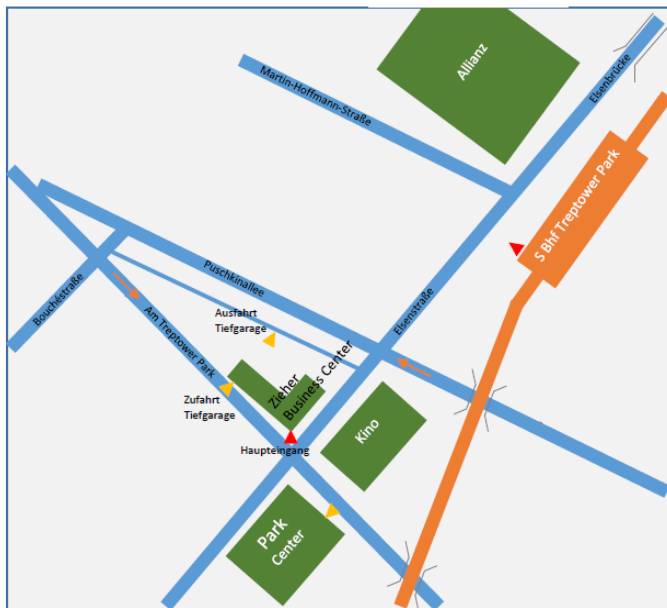 Allianz
Elsenbrücke
Martin-Hoffmann-Straße
S Bhf Treptower Park
Puschkinallee
Elsenstraße
Bouchéstraße
Am Treptower Park
Ausfahrt
Tiefgarage
Zieher
Business Center
Zufahrt
Tiefgarage
Kino
Haupteingang
Park
Center